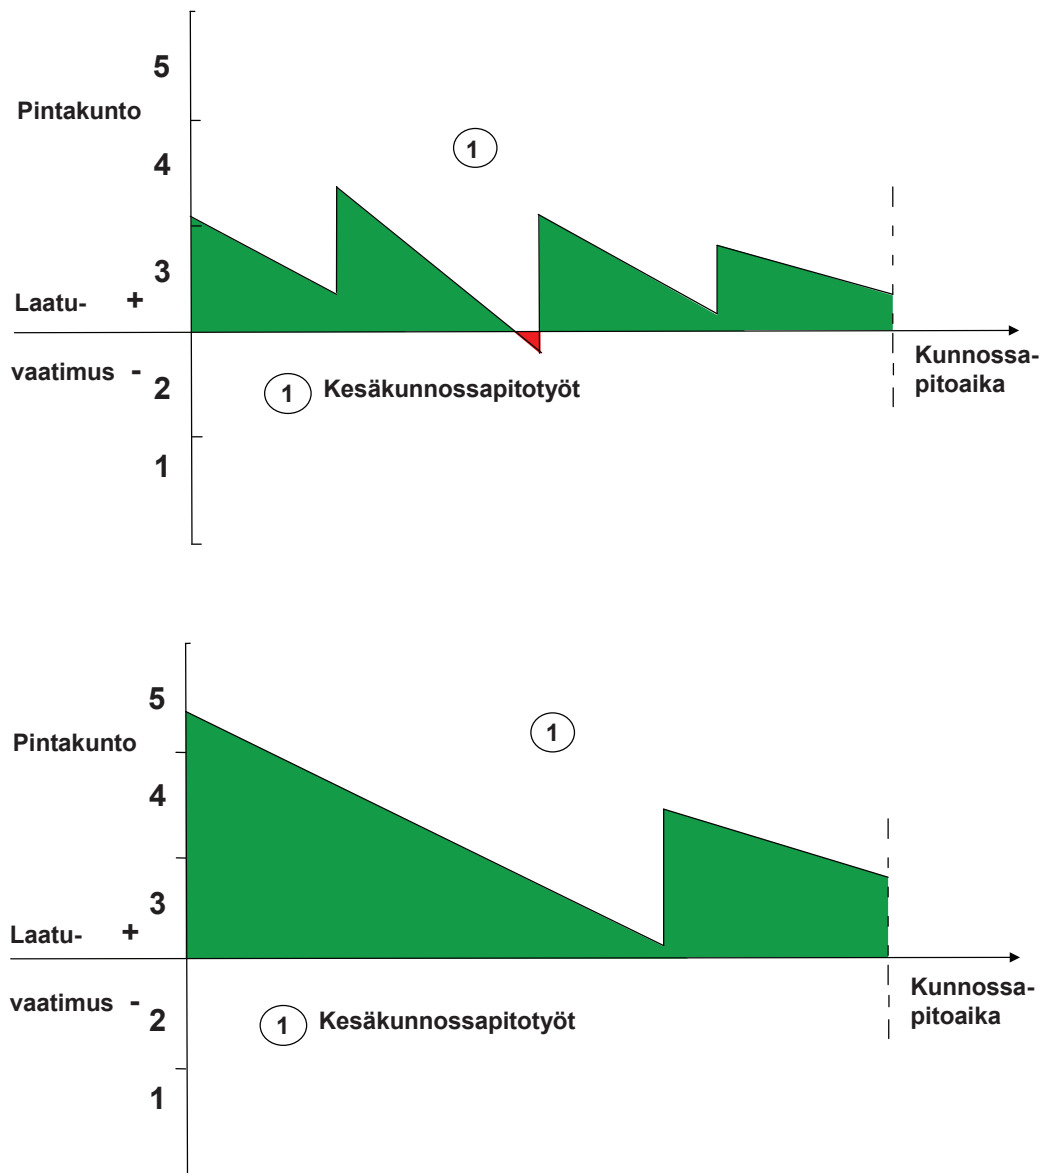 5
Pintakunto
4
1
3
Laatu- +
vaatimus -
2
1 Kesäkunnossapitotyöt
Kunnossa-
pitoaika
1
5
Pintakunto
4
1
3
Laatu- +
vaatimus -
2
1 Kesäkunnossapitotyöt
Kunnossa-
pitoaika
1